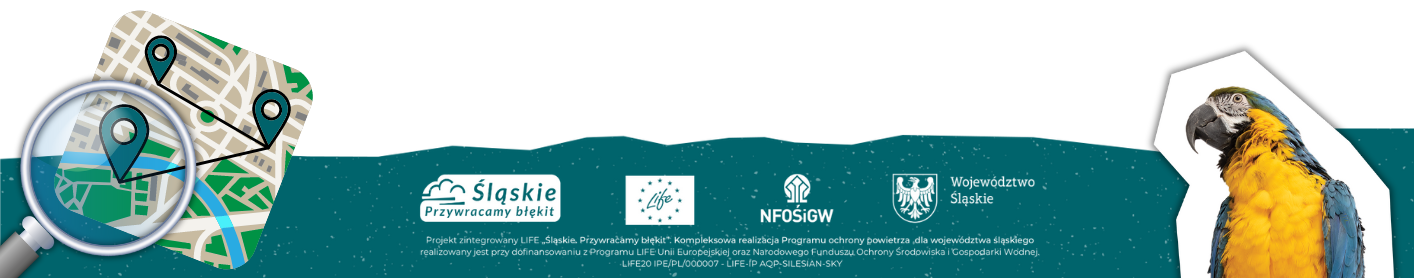 Śląskie
Przywracamy błękit
Life
NFOŚiGW
Województwo
Śląskie
Projekt zintegrowany LIFE „Śląskie. Przywracamy błękit”. Kompleksowa realizacja Programu ochrony powietrza dla województwa śląskiego
realizowany jest przy dofinansowaniu z Programu LIFE Unii Europejskiej oraz Narodowego Funduszu Ochrony Środowiska i Gospodarki Wodnej.
LIFE20 IPE/PL/000007 - LIFE-IP AQP-SILESIAN-SKY